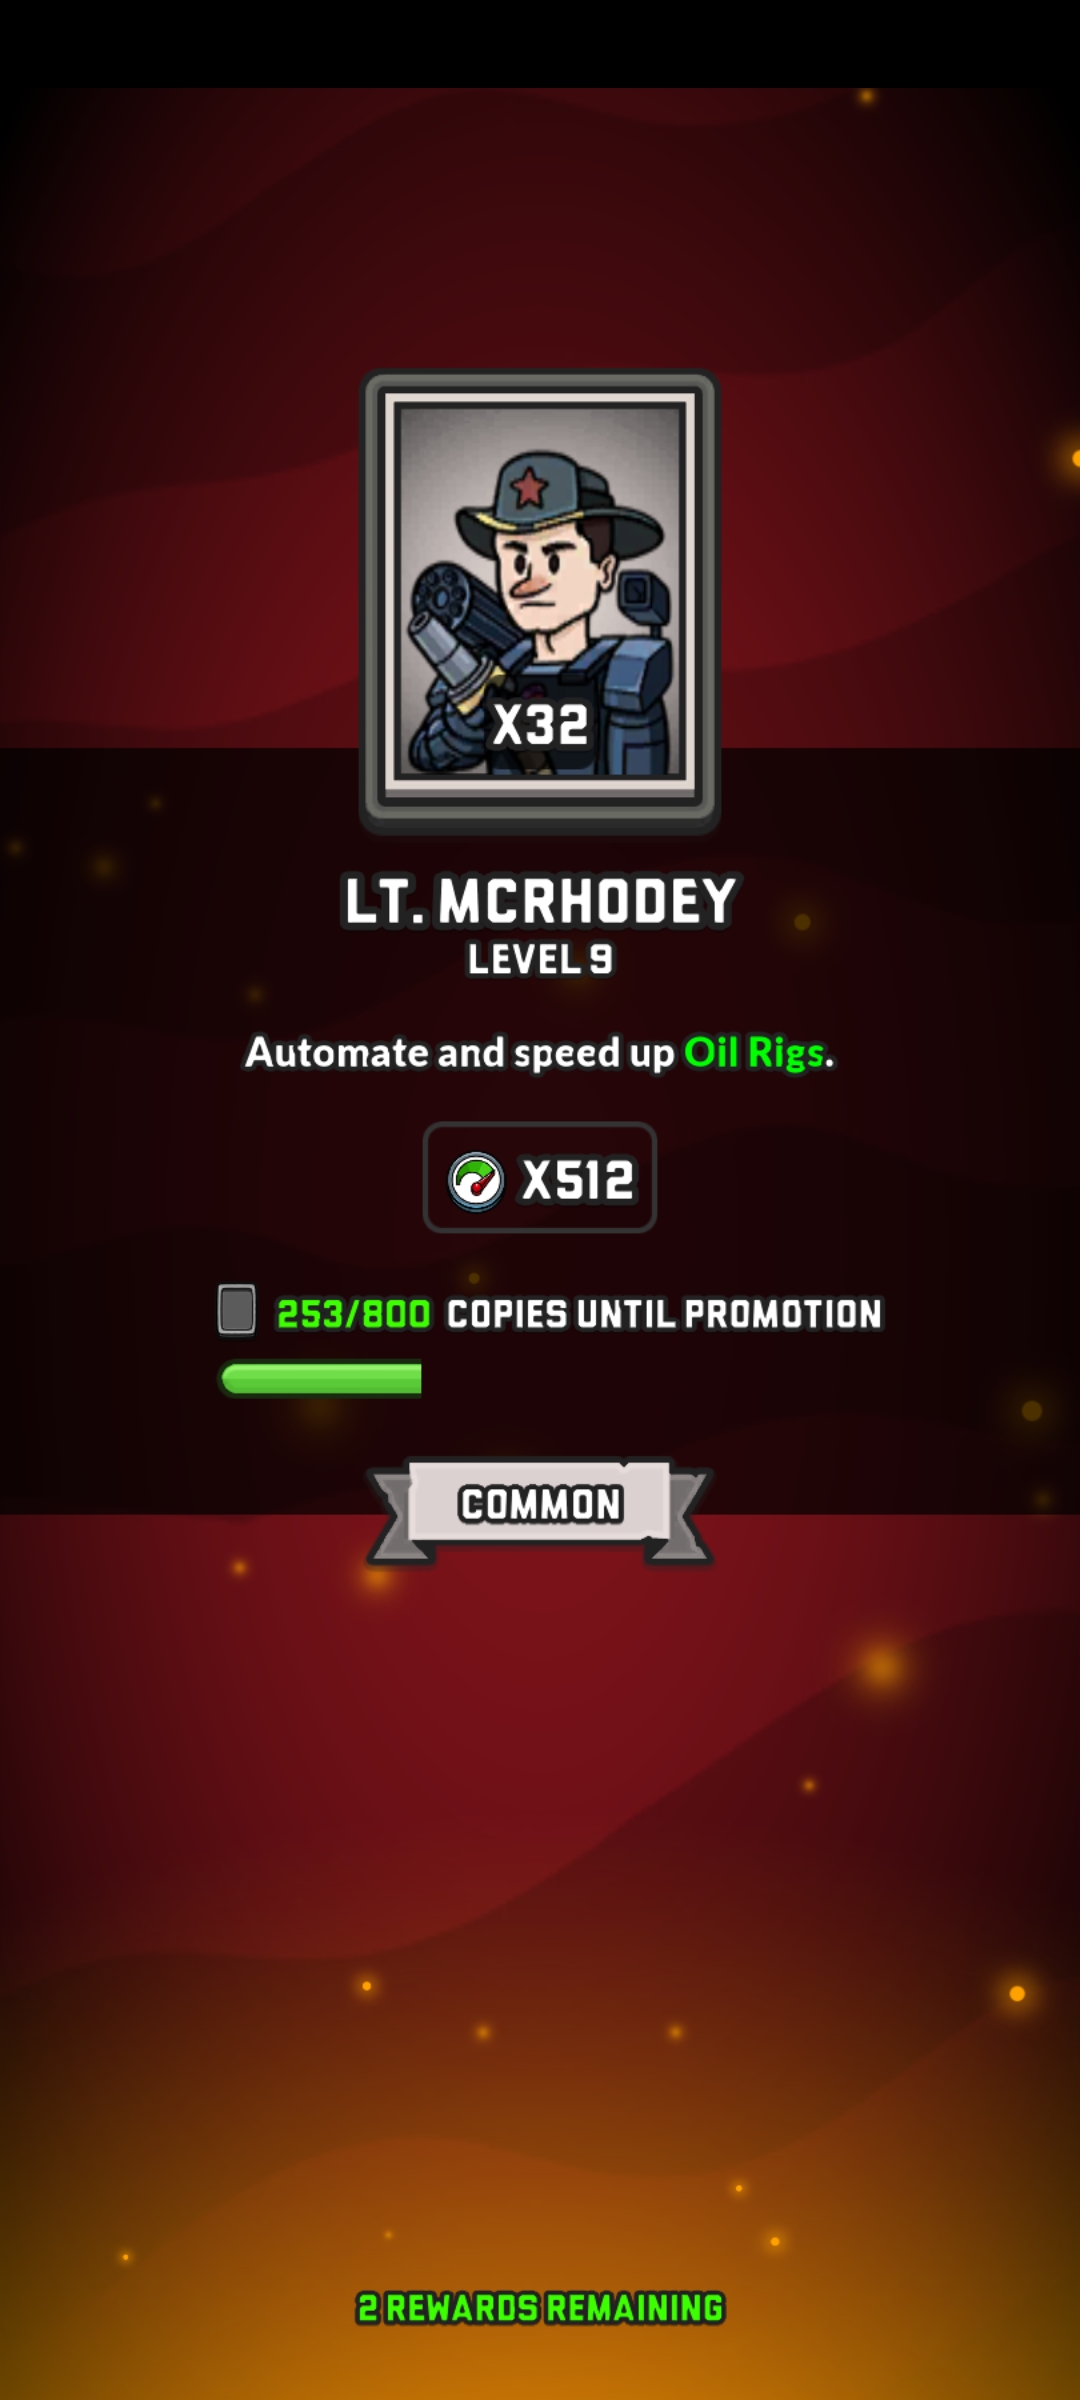 X32
LT. MCRHODEY
LEVEL 9
Automate and speed up Oil Rigs.
X512
253/800 COPIES UNTIL PROMOTION
COMMON
2 REWARDS REMAINING